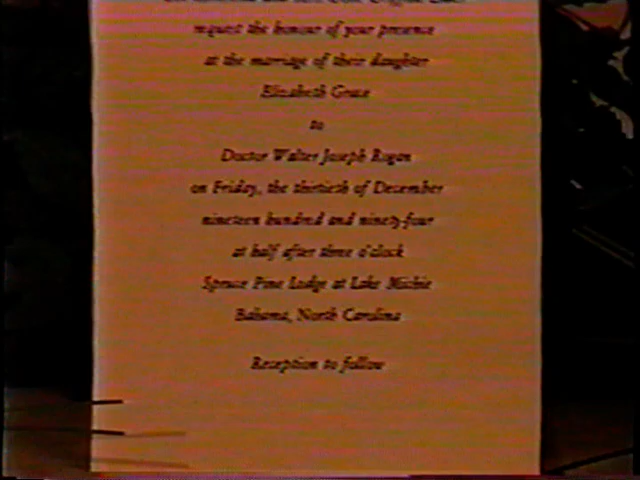 request the honour of your presence
at the marriage of their daughter
Elizabeth Grace
to
Doctor Walter Joseph Rogan
on Friday, the thirtieth of December
nineteen hundred and ninety-four
at half after three o'clock
Spruce Pine Lodge at Lake Michie
Bahama, North Carolina
Reception to follow